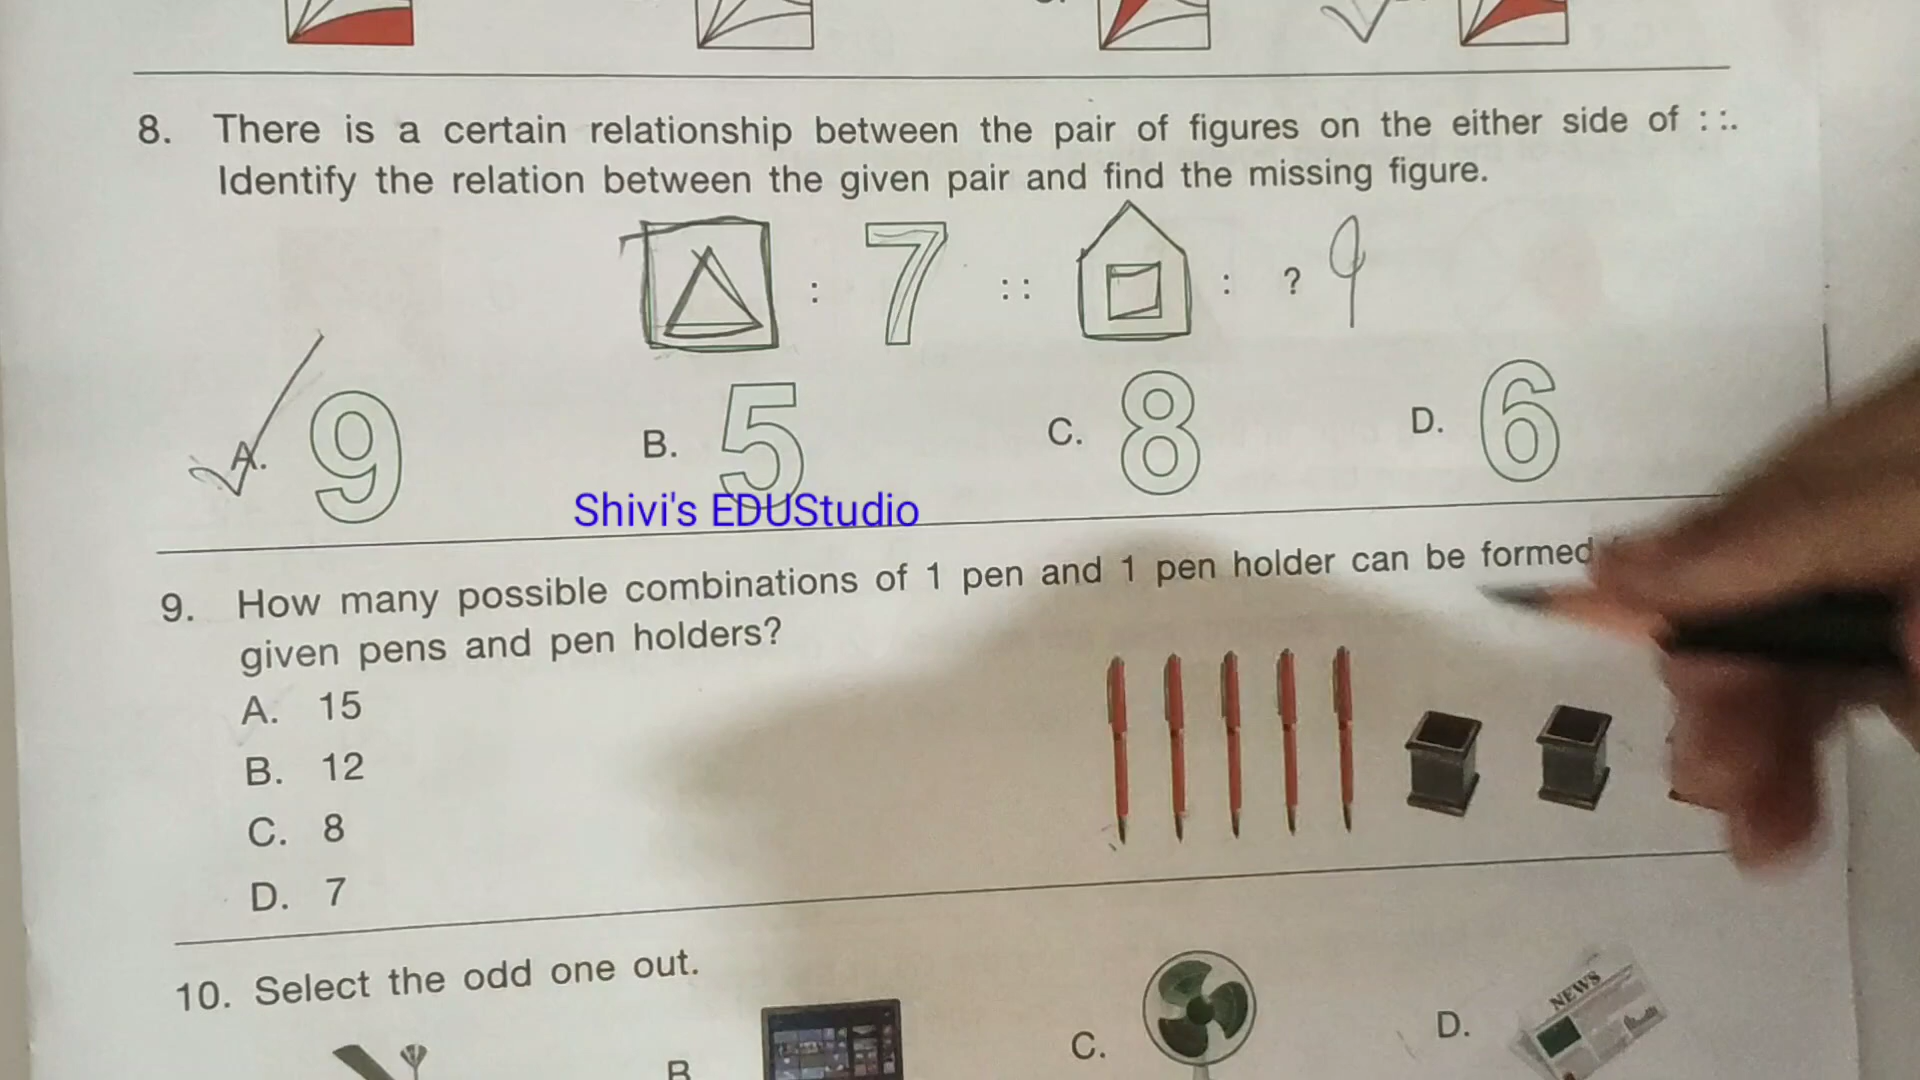 8. There is a certain relationship between the pair of figures on the either side of : :.
Identify the relation between the given pair and find the missing figure.
: 7 :: : ? 9
A. 9 B. 5 C. 8 D. 6
Shivi's EDUStudio
9. How many possible combinations of 1 pen and 1 pen holder can be formed
given pens and pen holders?
A. 15
B. 12
C. 8
D. 7
10. Select the odd one out.
NEWS
B C. D.